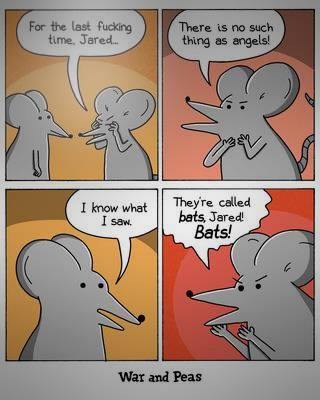 For the last fucking
time, Jared...
There is no such
thing as angels!
I know what
I saw.
They're called
bats, Jared!
Bats!
War and Peas